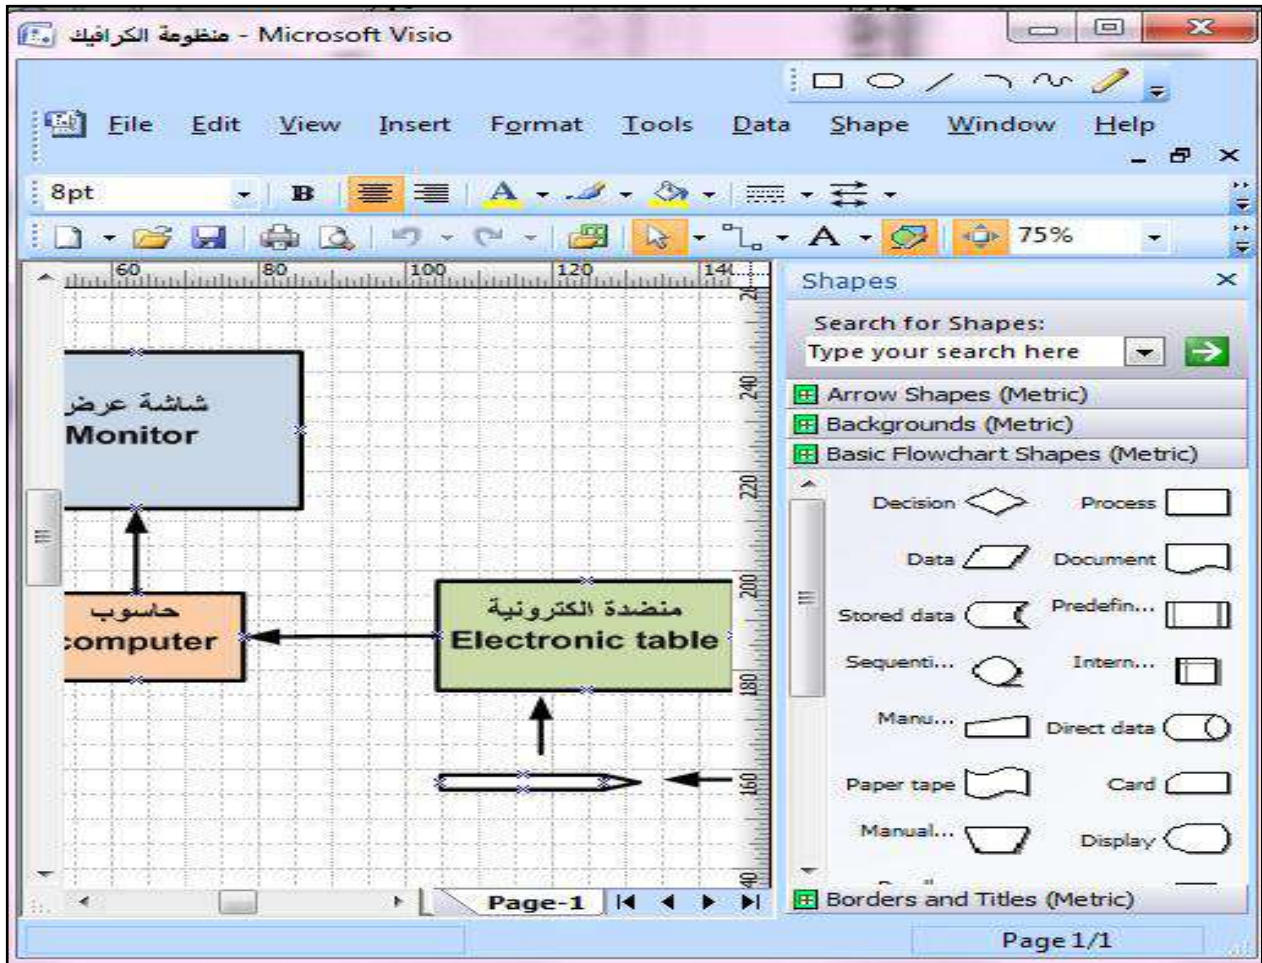 منظومة الكرافيك - Microsoft Visio
File Edit View Insert Format Tools Data Shape Window Help
8pt B A
A 75%
60 80 100 120 14
Shapes
Search for Shapes:
Type your search here
Arrow Shapes (Metric)
Backgrounds (Metric)
Basic Flowchart Shapes (Metric)
240
220
200
180
160
شاشة عرض
Monitor
حاسوب
computer
منضدة الكترونية
Electronic table
Decision Process
Data Document
Stored data Predefin...
Sequenti... Intern...
Manu... Direct data
Paper tape Card
Manual... Display
Borders and Titles (Metric)
Page-1
Page 1/1